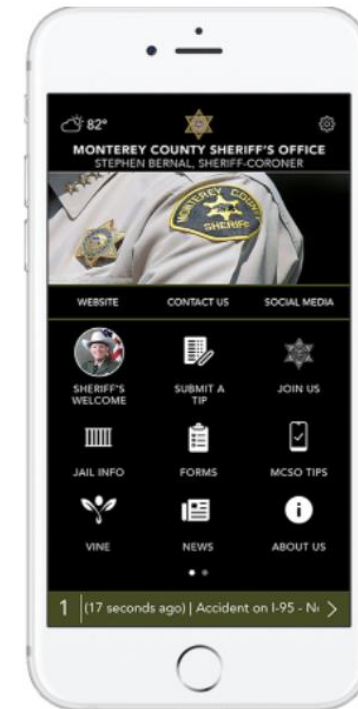 82°
MONTEREY COUNTY SHERIFF'S OFFICE
STEPHEN BERNAL, SHERIFF-CORONER
MONTEREY COUNTY
SHERIFF
WEBSITE CONTACT US SOCIAL MEDIA
SHERIFF'S WELCOME
SUBMIT A TIP
JOIN US
JAIL INFO FORMS MCSO TIPS
VINE NEWS ABOUT US
1 (17 seconds ago) | Accident on I-95 -